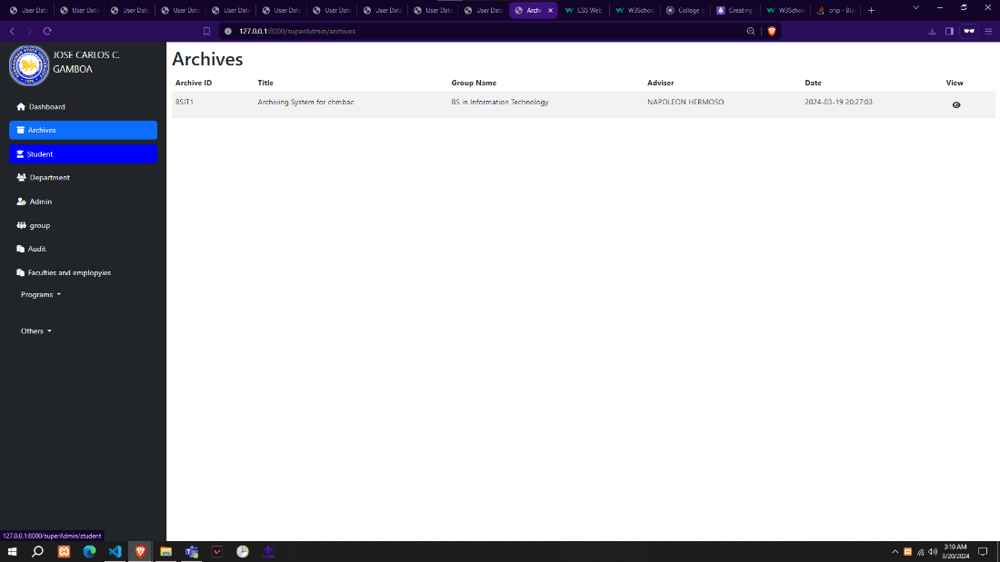 User Data
User Data
User Data
User Data
User Data
User Data
User Data
User Data
User Data
User Data
Archi
CSS Web
W3Schoo
College o
Creating
W3Schoo
php - Bla
127.0.0.1:8000/superAdmin/archives
JOSE CARLOS C.
GAMBOA
Dashboard
Archives
Student
Department
Admin
group
Audit
Faculties and emplopyies
Programs
Others
Archives
Archive ID Title Group Name Adviser Date View
BSIT1 Archiving System for chmbac BS in Information Technology NAPOLEON HERMOSO 2024-03-19 20:27:03
127.0.0.1:8000/superAdmin/student
3:10 AM
3/20/2024